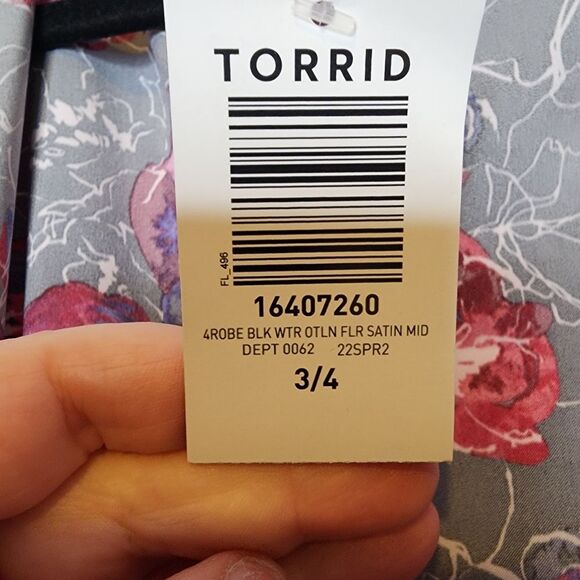 TORRID
FL_496
16407260
4ROBE BLK WTR OTLN FLR SATIN MID
DEPT 0062 22SPR2
3/4